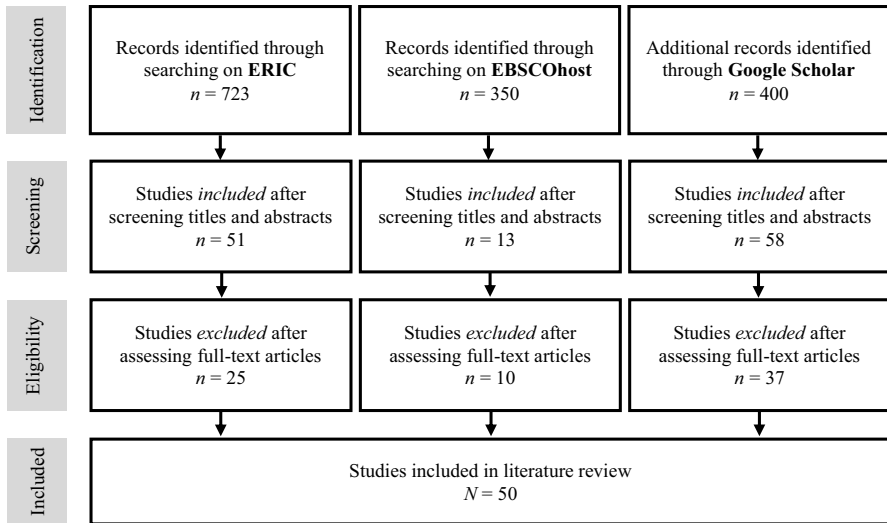 Identification
Records identified through
searching on ERIC
n = 723
Records identified through
searching on EBSCOhost
n = 350
Additional records identified
through Google Scholar
n = 400
Screening
Studies included after
screening titles and abstracts
n = 51
Studies included after
screening titles and abstracts
n = 13
Studies included after
screening titles and abstracts
n = 58
Eligibility
Studies excluded after
assessing full-text articles
n = 25
Studies excluded after
assessing full-text articles
n = 10
Studies excluded after
assessing full-text articles
n = 37
Included
Studies included in literature review
N = 50